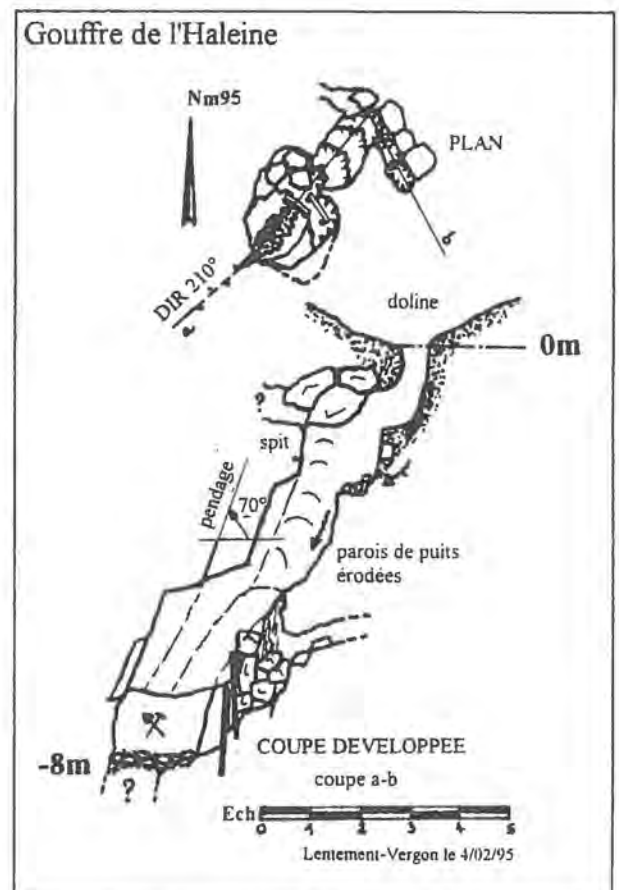 Gouffre de l'Haleine
Nm95
PLAN
b
DIR 210°
a
doline
0m
?
spit
pendage
70°
parois de puits
érodées
-8m
?
COUPE DEVELOPPEE
coupe a-b
Ech
0 1 2 3 4 5
Lentement-Vergon le 4/02/95